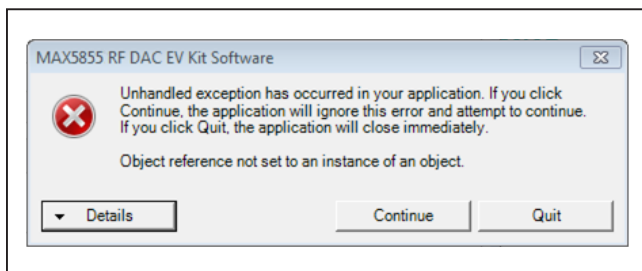 MAX5855 RF DAC EV Kit Software
Unhandled exception has occurred in your application. If you click
Continue, the application will ignore this error and attempt to continue.
If you click Quit, the application will close immediately.
Object reference not set to an instance of an object.
Details
Continue
Quit